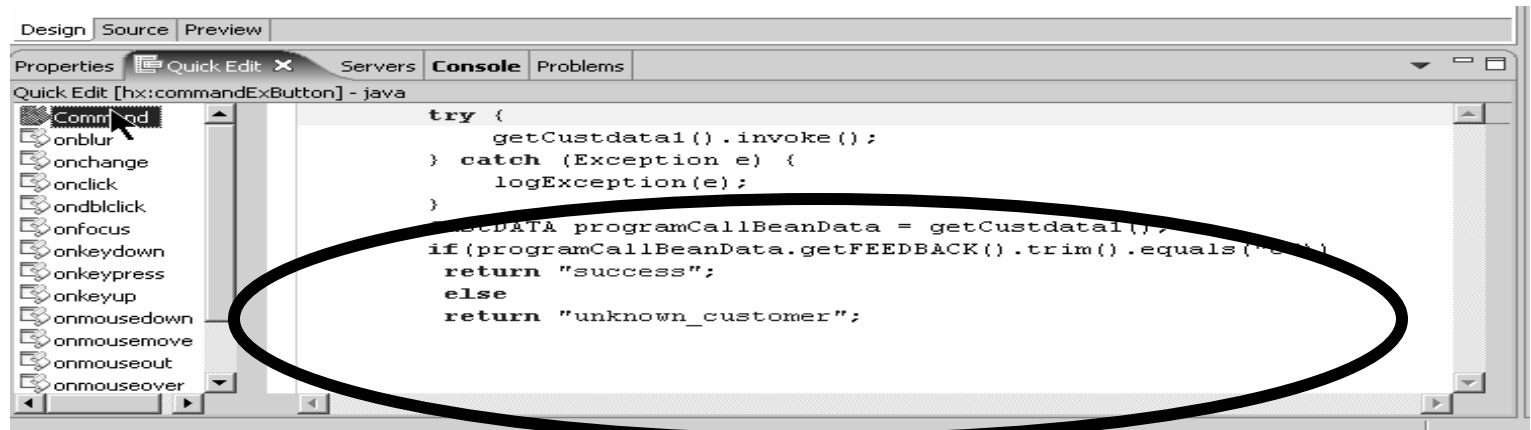 Design Source Preview
Properties Quick Edit Servers Console Problems
Quick Edit [hx:commandExButton] - java
Command
onblur
onchange
onclick
ondblclick
onfocus
onkeydown
onkeypress
onkeyup
onmousedown
onmousemove
onmouseout
onmouseover
try {
getCustdata1().invoke();
} catch (Exception e) {
logException(e);
}
programCallBeanData = getCustdata1();
if(programCallBeanData.getFEEDBACK().trim().equals(
return "success";
else
return "unknown_customer";